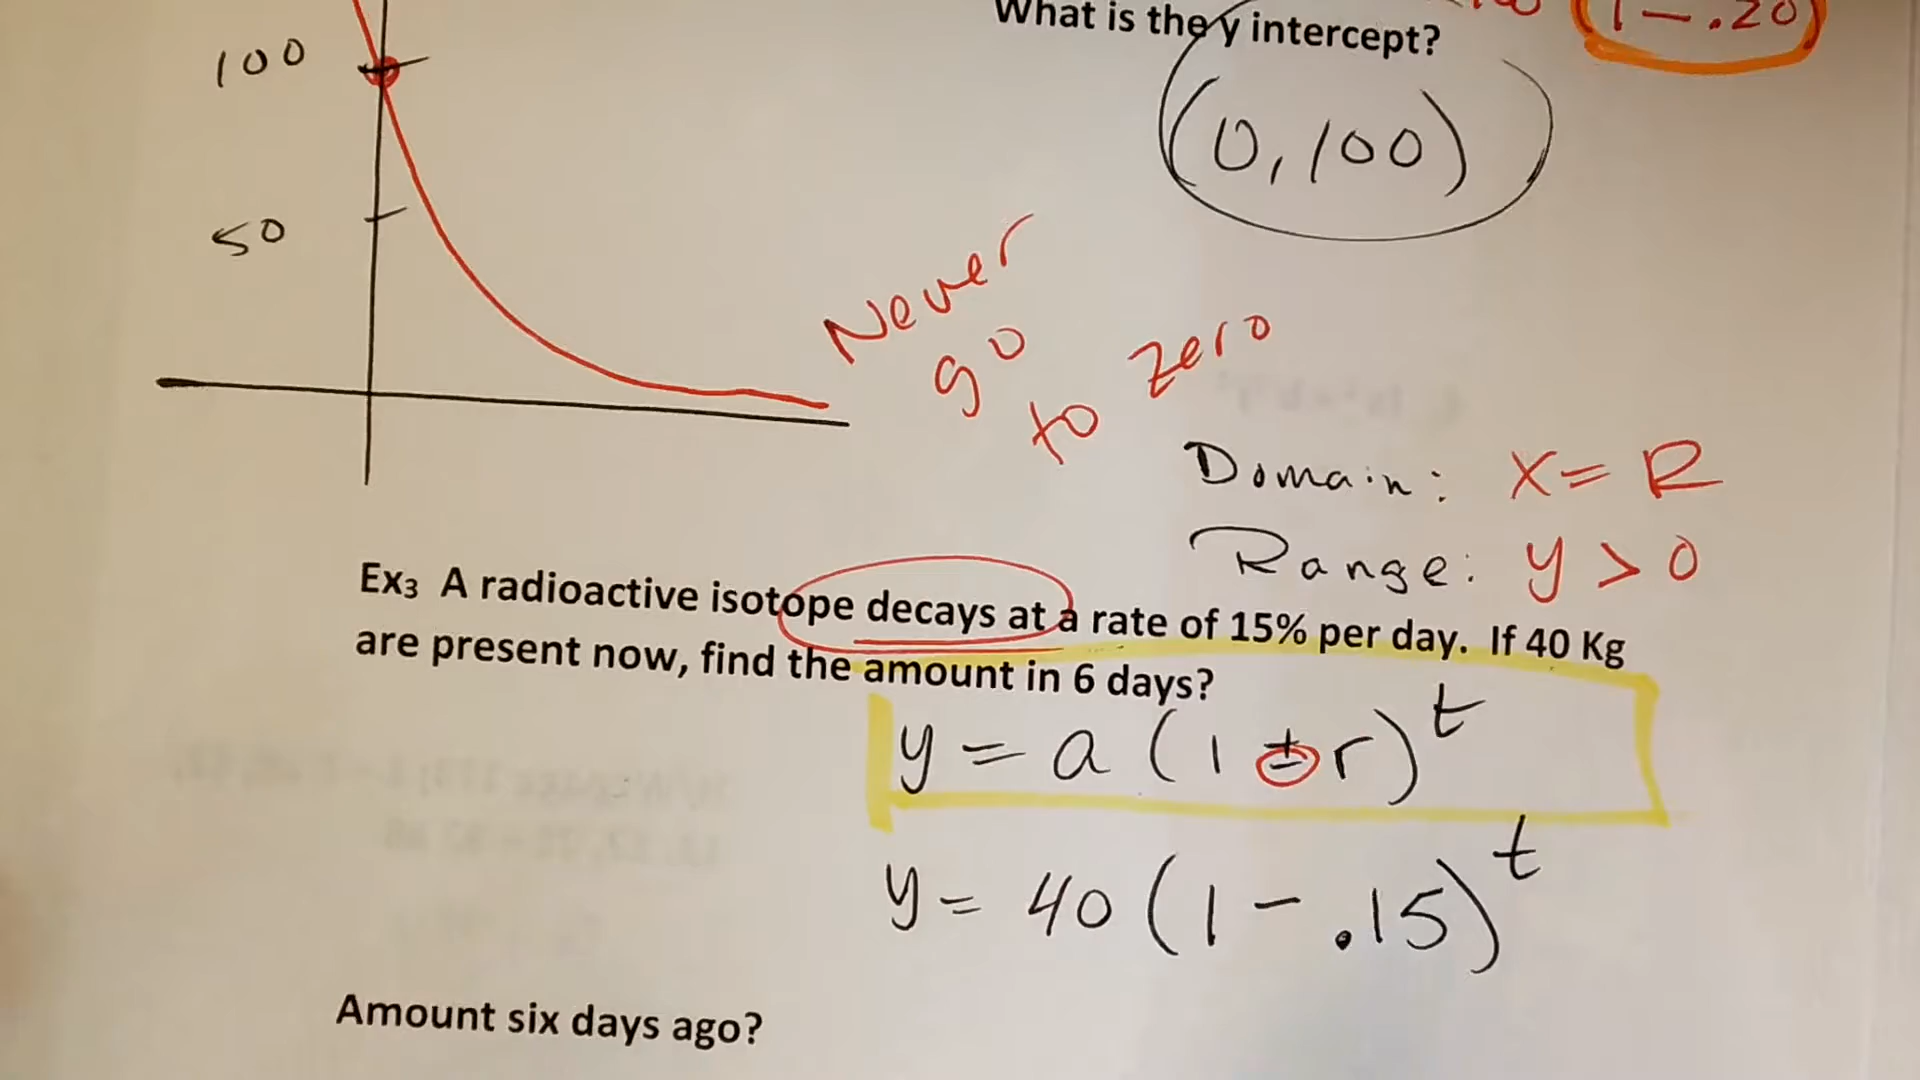 What is the y intercept?
1 - .20
100
(0, 100)
50
Never
go
to zero
Domain: x = R
Range: y > 0
Ex3 A radioactive isotope decays at a rate of 15% per day. If 40 Kg
are present now, find the amount in 6 days?
y = a (1 ± r)^t
y = 40 (1 - .15)^t
Amount six days ago?